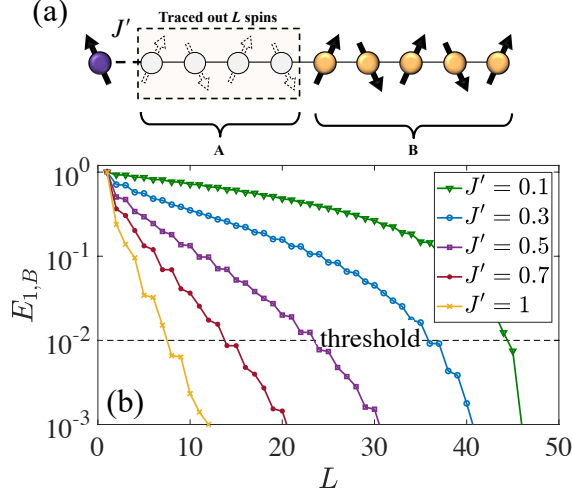 (a)
J′
Traced out L spins
A
B
10^0
10^-1
10^-2
10^-3
E_{1,B}
J′ = 0.1
J′ = 0.3
J′ = 0.5
J′ = 0.7
J′ = 1
threshold
(b)
0
10
20
30
40
50
L